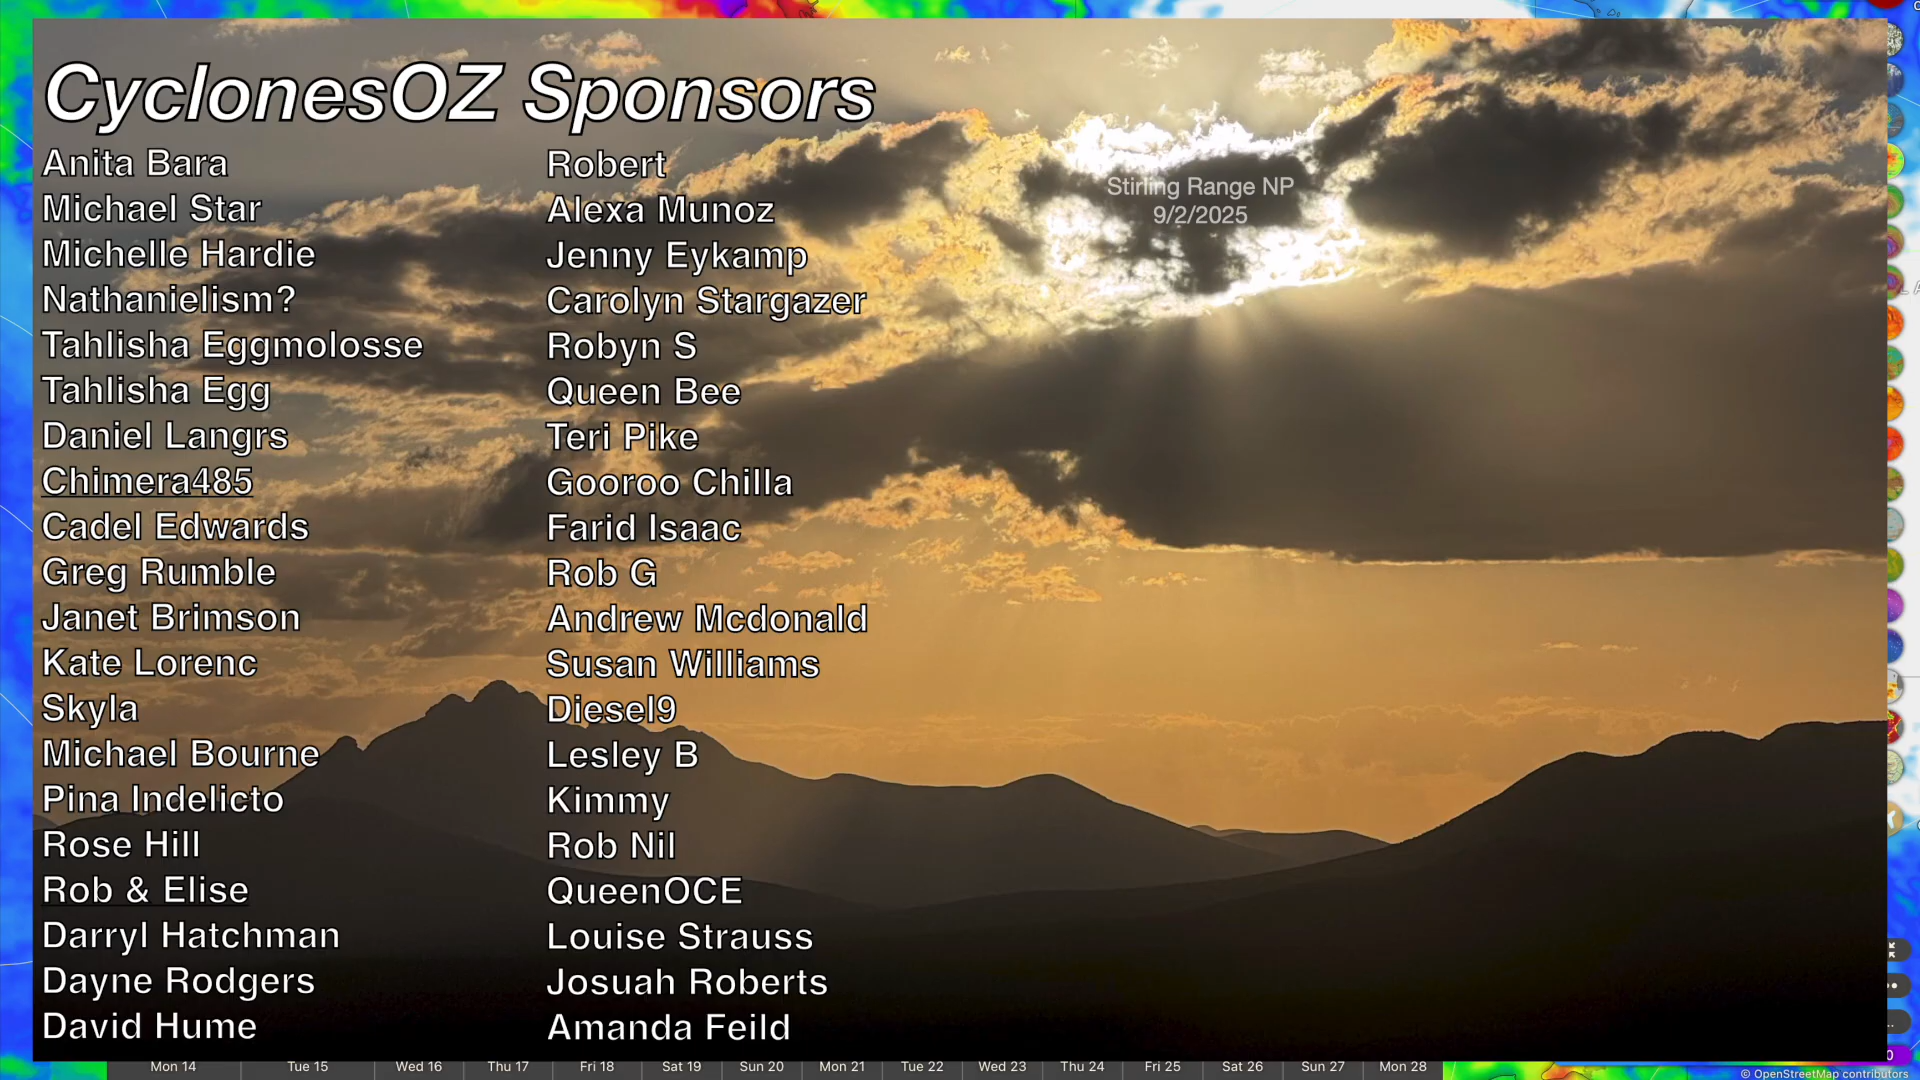 CyclonesOZ Sponsors
Anita Bara
Michael Star
Michelle Hardie
Nathanielism?
Tahlisha Eggmolosse
Tahlisha Egg
Daniel Langrs
Chimera485
Cadel Edwards
Greg Rumble
Janet Brimson
Kate Lorenc
Skyla
Michael Bourne
Pina Indelicto
Rose Hill
Rob & Elise
Darryl Hatchman
Dayne Rodgers
David Hume
Robert
Alexa Munoz
Jenny Eykamp
Carolyn Stargazer
Robyn S
Queen Bee
Teri Pike
Gooroo Chilla
Farid Isaac
Rob G
Andrew Mcdonald
Susan Williams
Diesel9
Lesley B
Kimmy
Rob Nil
QueenOCE
Louise Strauss
Josuah Roberts
Amanda Feild
Stirling Range NP
9/2/2025
Mon 14 Tue 15 Wed 16 Thu 17 Fri 18 Sat 19 Sun 20 Mon 21 Tue 22 Wed 23 Thu 24 Fri 25 Sat 26 Sun 27 Mon 28
© OpenStreetMap contributors